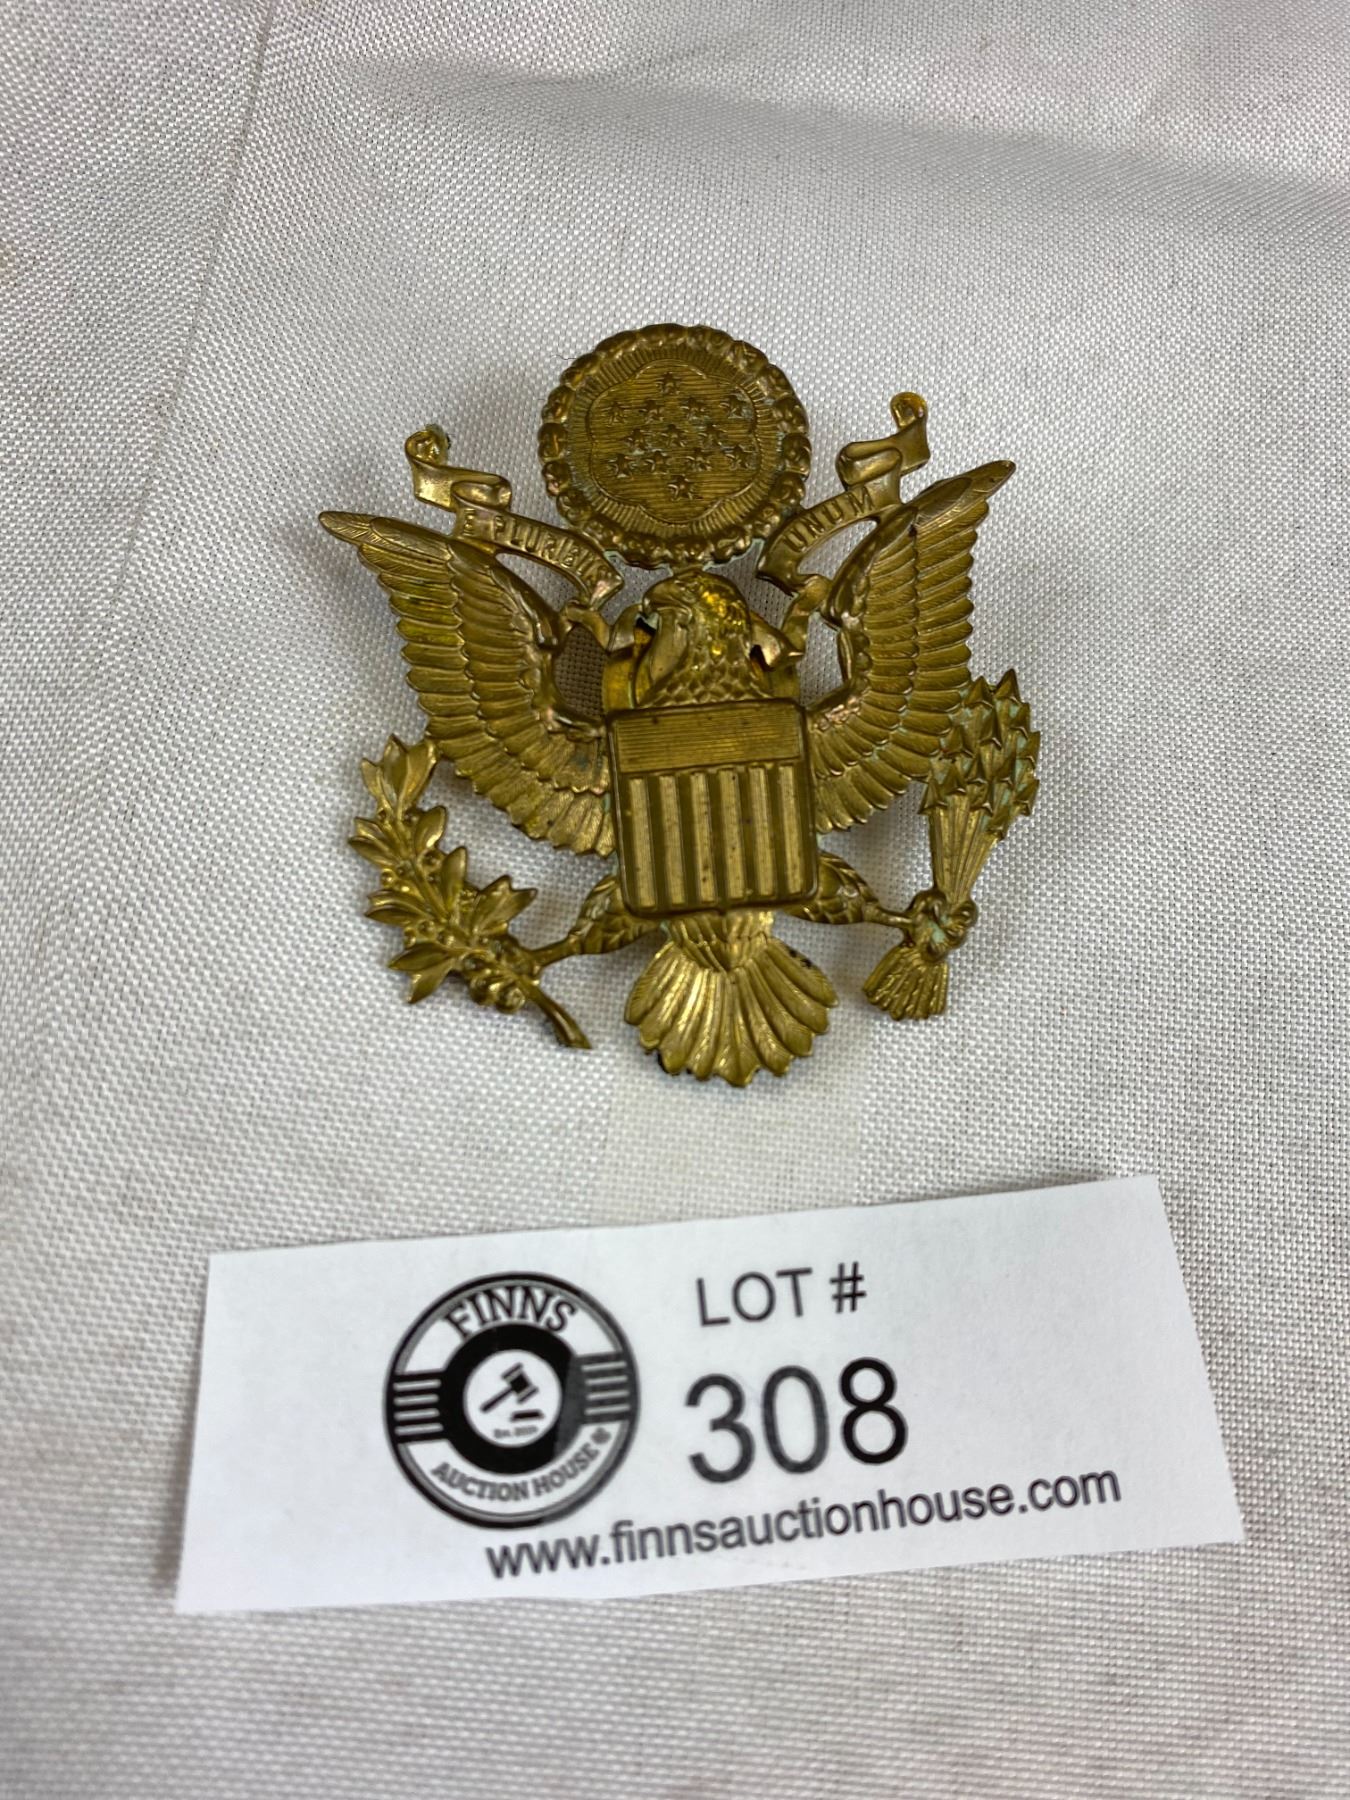 E PLURIBUS UNUM
FINNS
AUCTION HOUSE
LOT #
308
www.finnsauctionhouse.com